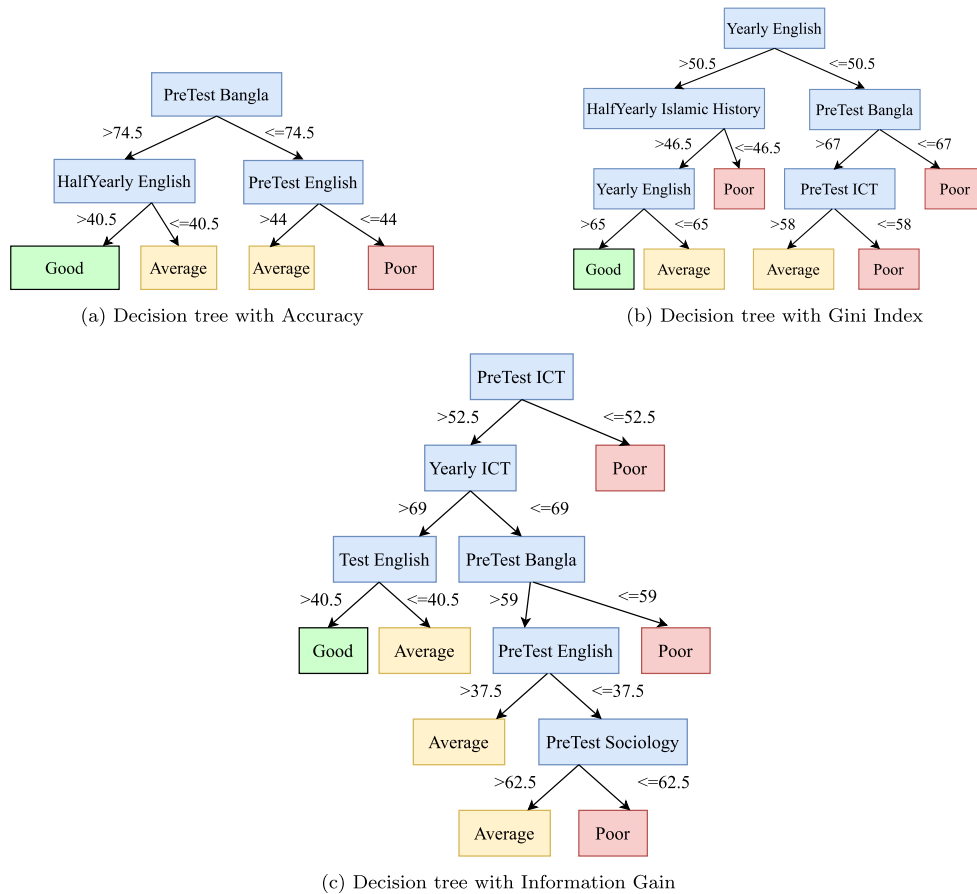 PreTest Bangla
>74.5
<=74.5
HalfYearly English
PreTest English
>40.5
<=40.5
>44
<=44
Good
Average
Average
Poor
(a) Decision tree with Accuracy
Yearly English
>50.5
<=50.5
HalfYearly Islamic History
PreTest Bangla
>46.5
<=46.5
>67
<=67
Yearly English
Poor
PreTest ICT
Poor
>65
<=65
>58
<=58
Good
Average
Average
Poor
(b) Decision tree with Gini Index
PreTest ICT
>52.5
<=52.5
Yearly ICT
Poor
>69
<=69
Test English
PreTest Bangla
>40.5
<=40.5
>59
<=59
Good
Average
PreTest English
Poor
>37.5
<=37.5
Average
PreTest Sociology
>62.5
<=62.5
Average
Poor
(c) Decision tree with Information Gain